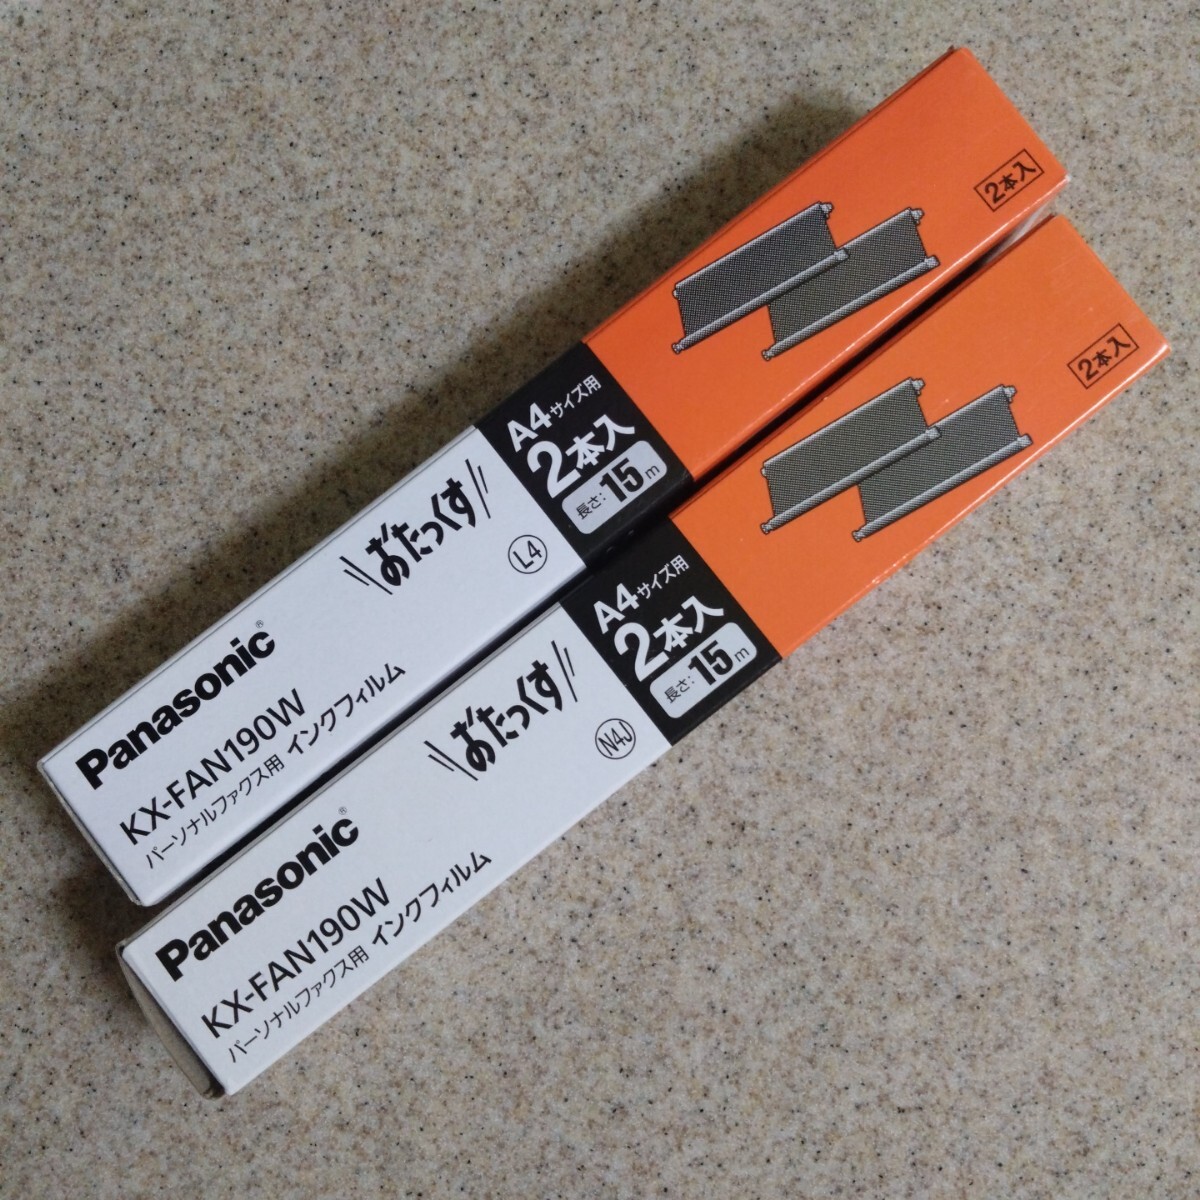 Panasonic®
KX-FAN190W
パーソナルファクス用 インクフィルム
おたっくす
L4
A4サイズ用
2本入
長さ:15m
2本入
Panasonic®
KX-FAN190W
パーソナルファクス用 インクフィルム
おたっくす
N4J
A4サイズ用
2本入
長さ:15m
2本入